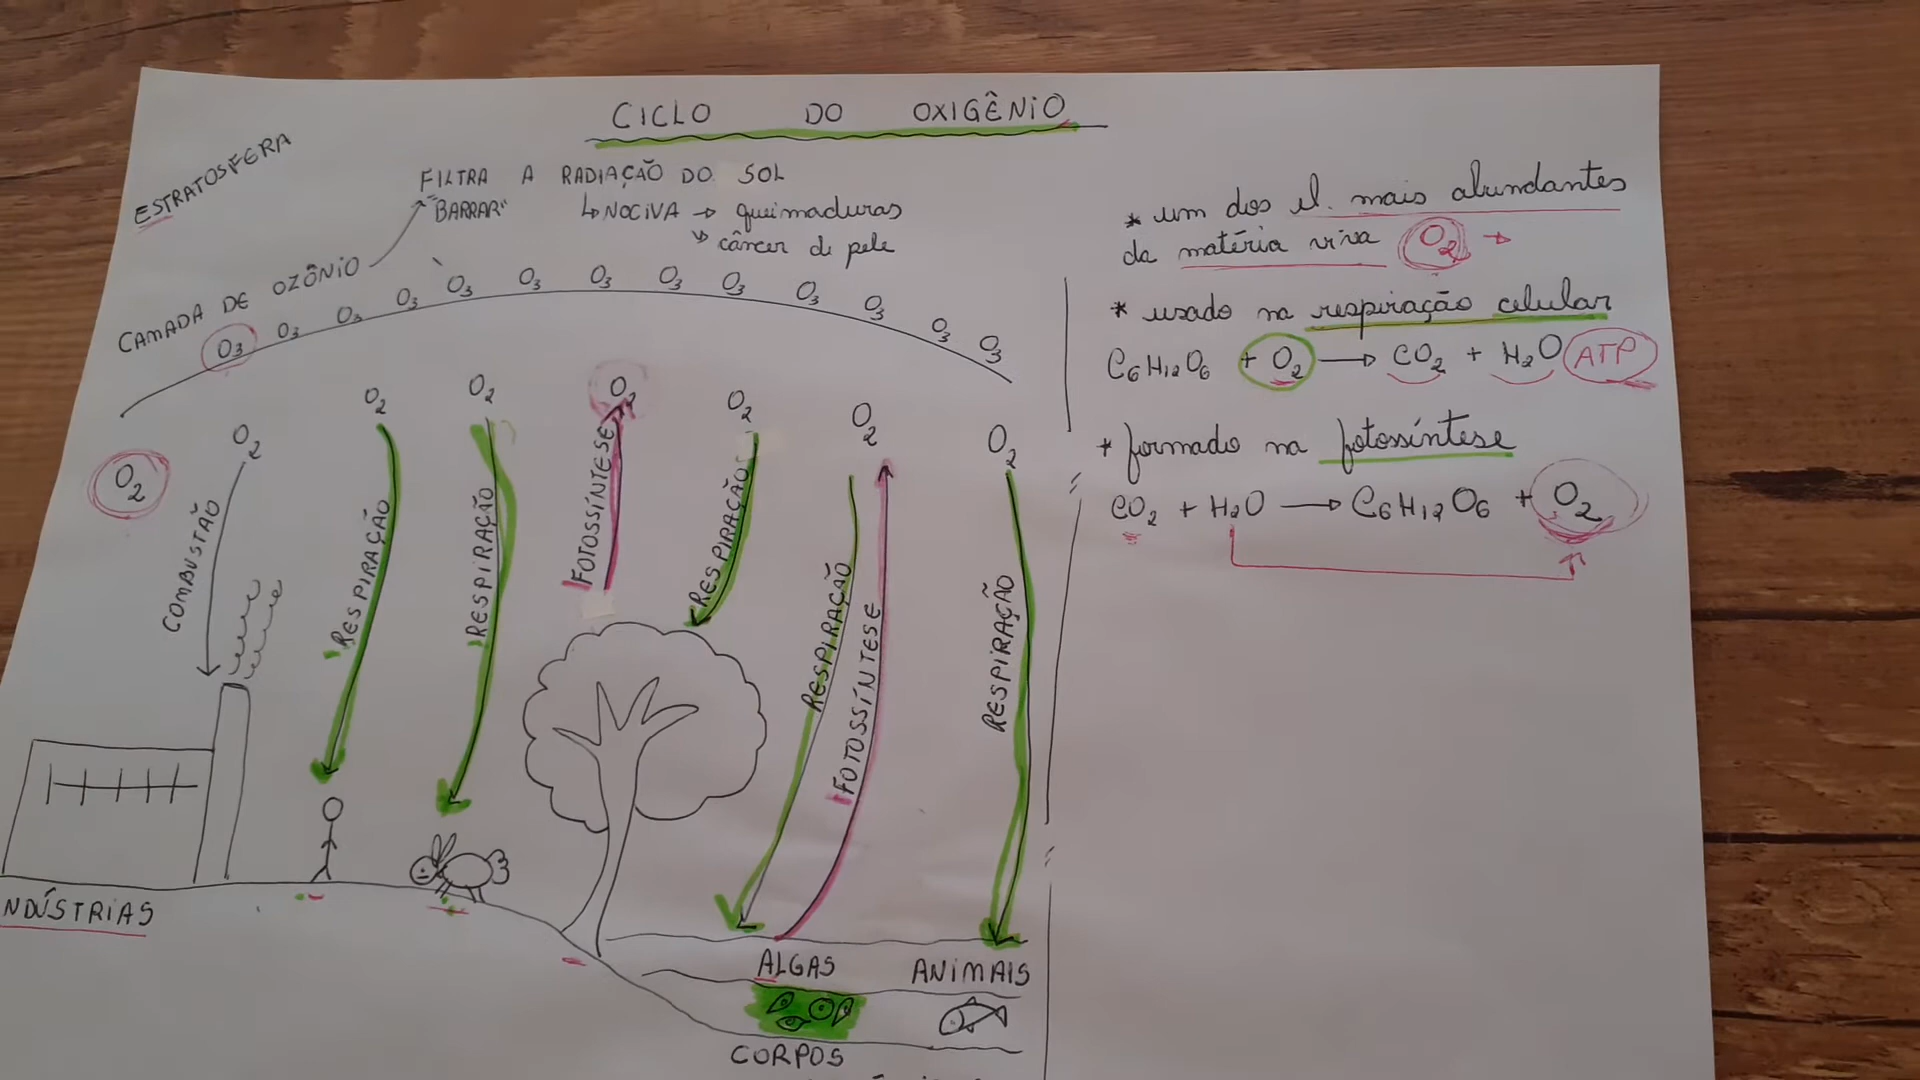 CICLO DO OXIGÊNIO
ESTRATOSFERA
FILTRA A RADIAÇÃO DO SOL
"BARRAR"
↳ NOCIVA → queimaduras
↘ câncer de pele
CAMADA DE OZÔNIO
O3 O3 O3 O3 O3 O3 O3 O3 O3 O3 O3 O3 O3
O2 O2 O2 O2 O2 O2 O2
O2
COMBUSTÃO
RESPIRAÇÃO
RESPIRAÇÃO
FOTOSSÍNTESE
RESPIRAÇÃO
RESPIRAÇÃO
FOTOSSÍNTESE
RESPIRAÇÃO
NDÚSTRIAS
ALGAS
ANIMAIS
CORPOS
* um dos el. mais abundantes
da matéria viva O2 →
* usado na respiração celular
C6H12O6 + O2 → CO2 + H2O ATP
* formado na fotossíntese
CO2 + H2O → C6H12O6 + O2